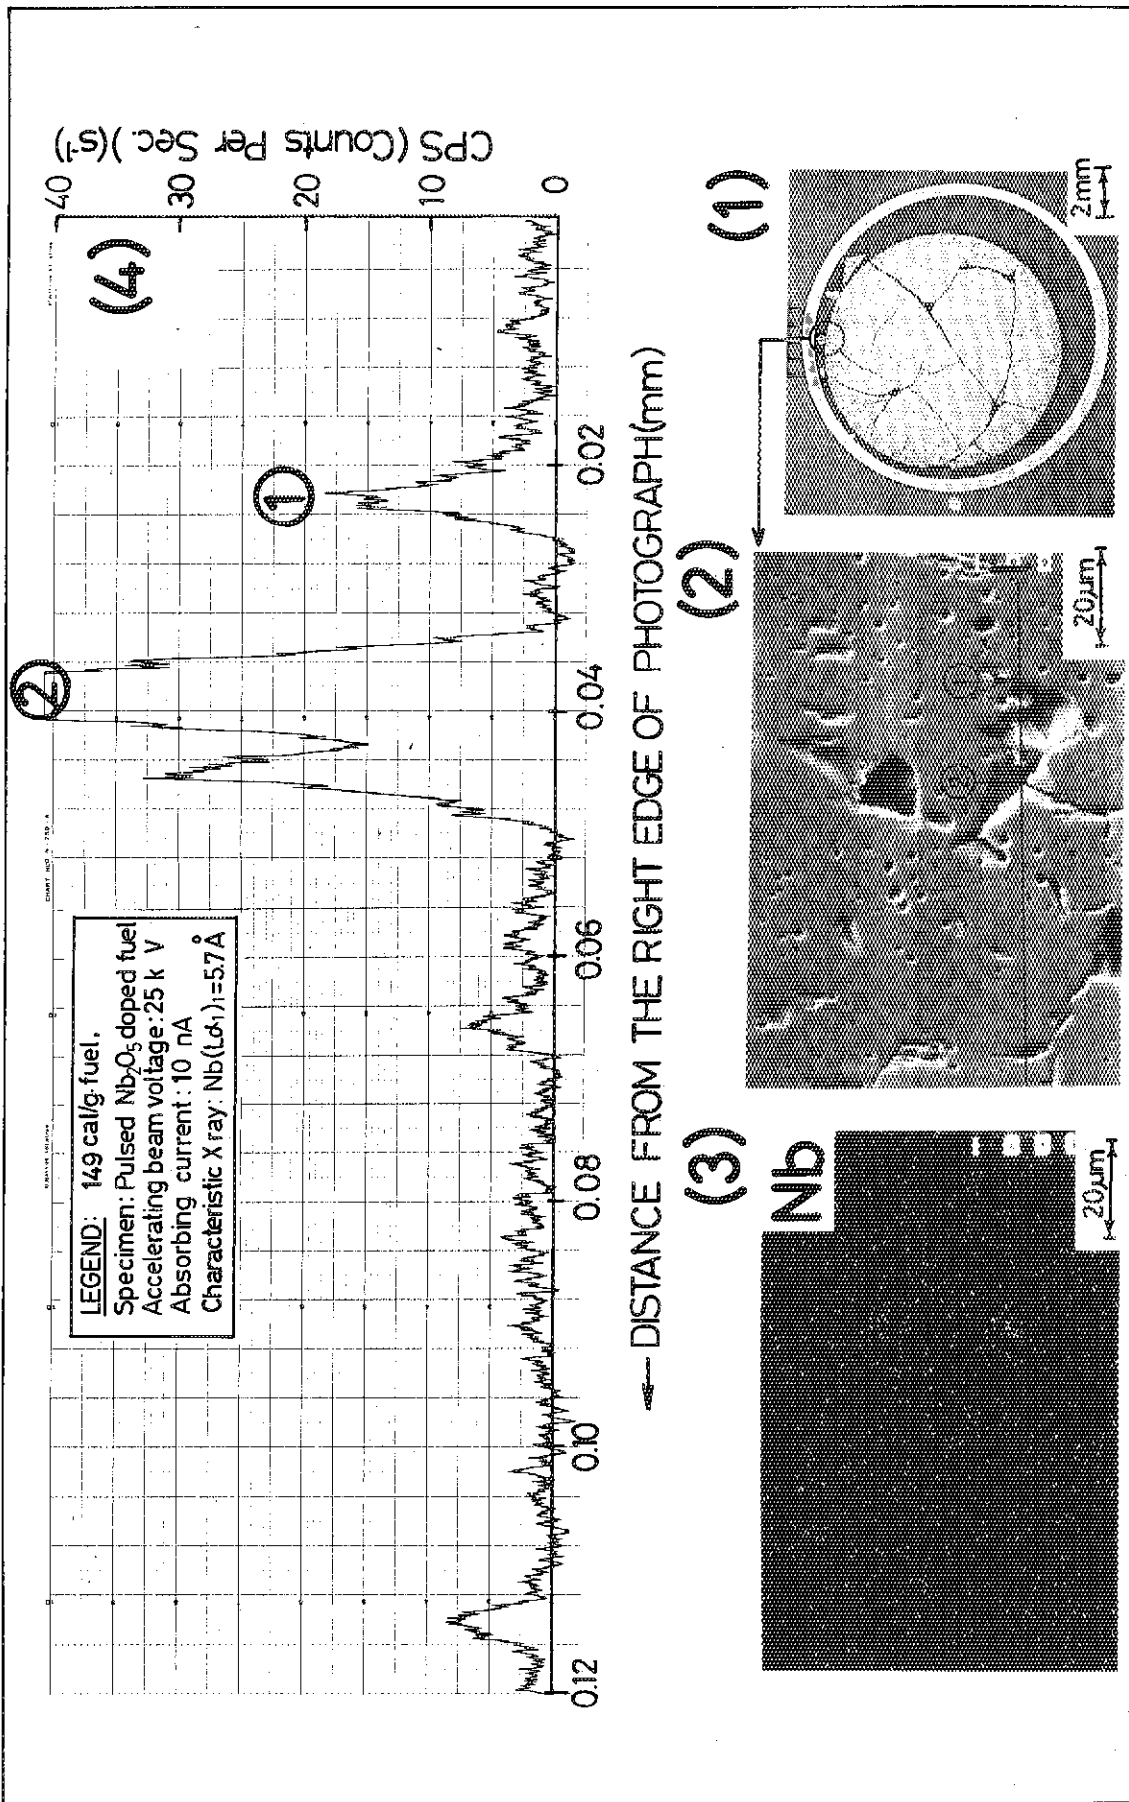 (4)
CPS (Counts Per Sec.) (s⁻¹)
40
30
20
10
0
①
②
LEGEND: 149 cal/g·fuel.
Specimen: Pulsed Nb₂O₅ doped fuel
Accelerating beam voltage: 25 k V
Absorbing current: 10 nA
Characteristic X ray: Nb(Lα₁)₁=5.7Å
0.12
0.10
0.08
0.06
0.04
0.02
← DISTANCE FROM THE RIGHT EDGE OF PHOTOGRAPH(mm)
(3)
Nb
20μm
(2)
20μm
(1)
2mm